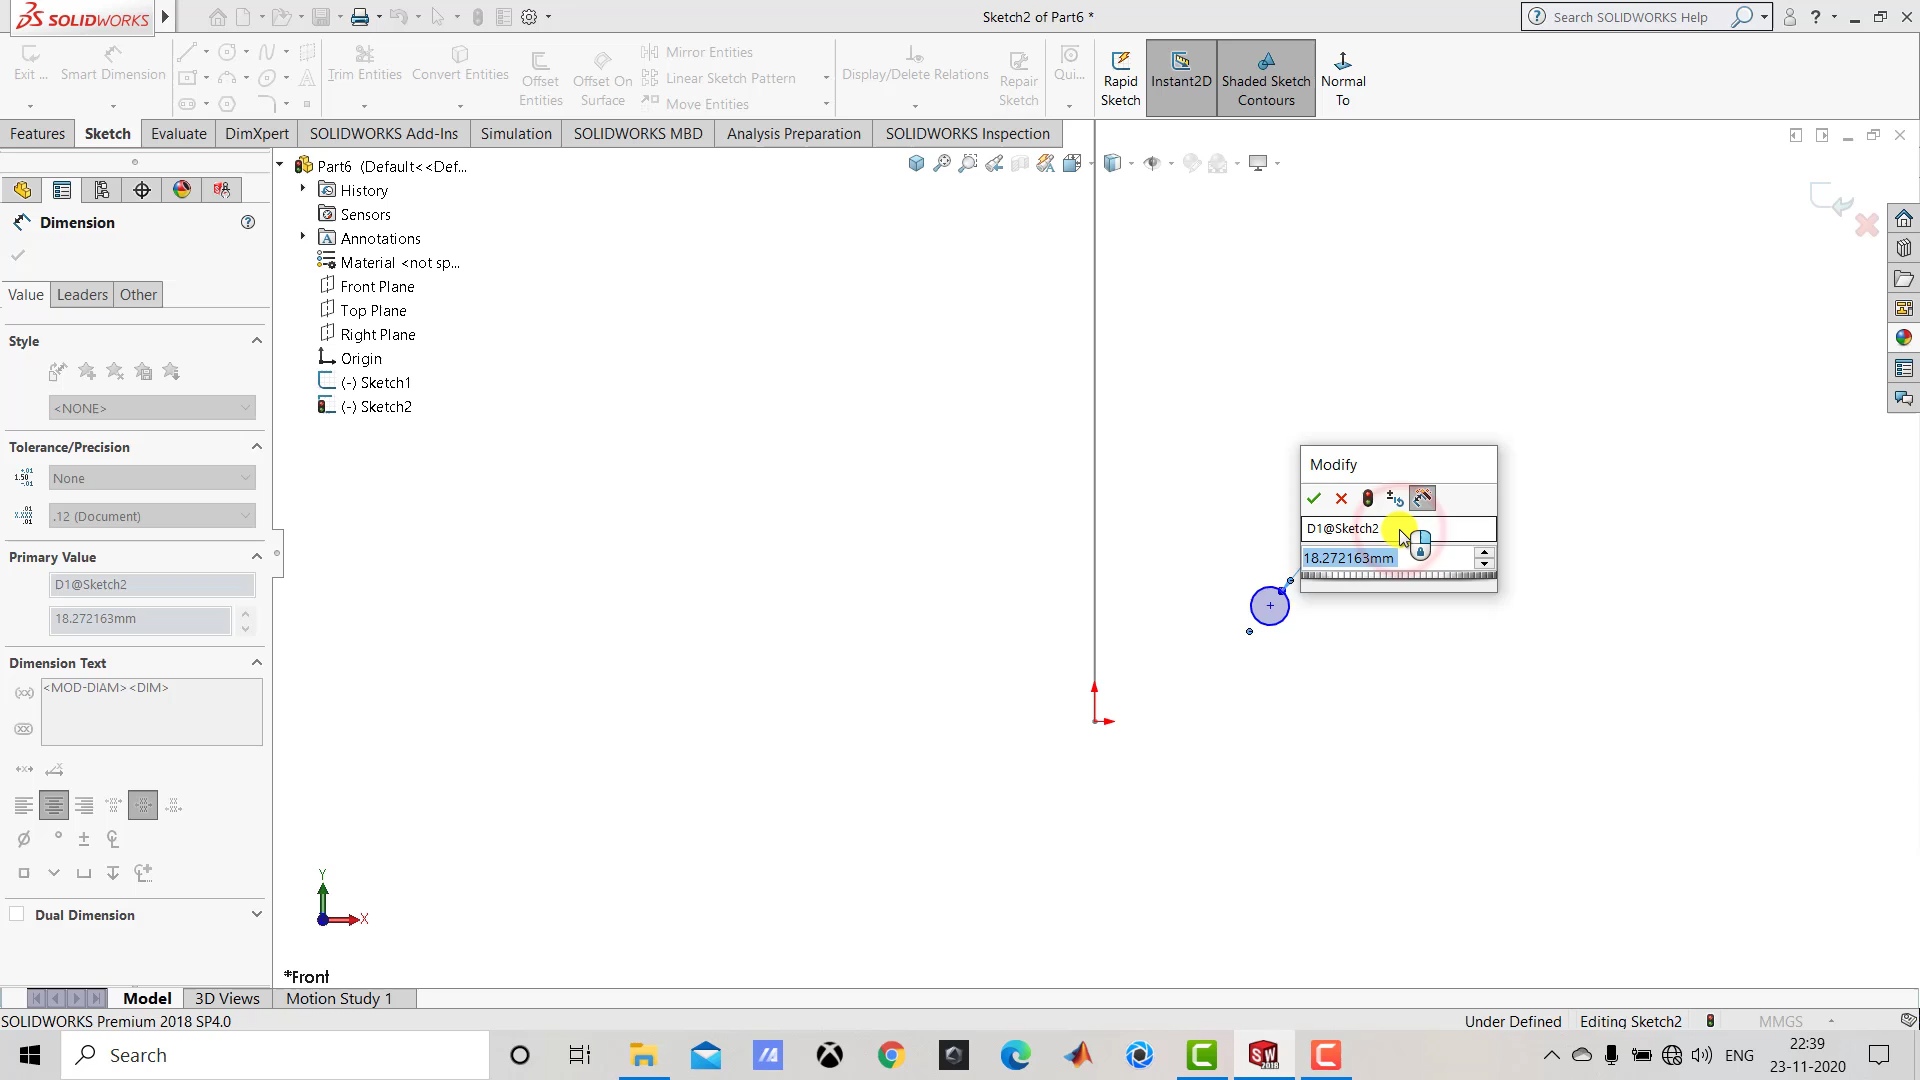 SOLIDWORKS
Sketch2 of Part6 *
Search SOLIDWORKS Help
Exit ...
Smart Dimension
Trim Entities
Convert Entities
Offset Entities
Offset On Surface
Mirror Entities
Linear Sketch Pattern
Move Entities
Display/Delete Relations
Repair Sketch
Qui...
Rapid Sketch
Instant2D
Shaded Sketch Contours
Normal To
Features
Sketch
Evaluate
DimXpert
SOLIDWORKS Add-Ins
Simulation
SOLIDWORKS MBD
Analysis Preparation
SOLIDWORKS Inspection
Part6 (Default<<Def...
History
Sensors
Annotations
Material <not sp...
Front Plane
Top Plane
Right Plane
Origin
(-) Sketch1
(-) Sketch2
Dimension
Value
Leaders
Other
Style
<NONE>
Tolerance/Precision
None
.12 (Document)
Primary Value
D1@Sketch2
18.272163mm
Dimension Text
<MOD-DIAM><DIM>
Dual Dimension
Modify
D1@Sketch2
18.272163mm
Y
X
*Front
Model
3D Views
Motion Study 1
SOLIDWORKS Premium 2018 SP4.0
Under Defined
Editing Sketch2
MMGS
Search
ENG
22:39
23-11-2020